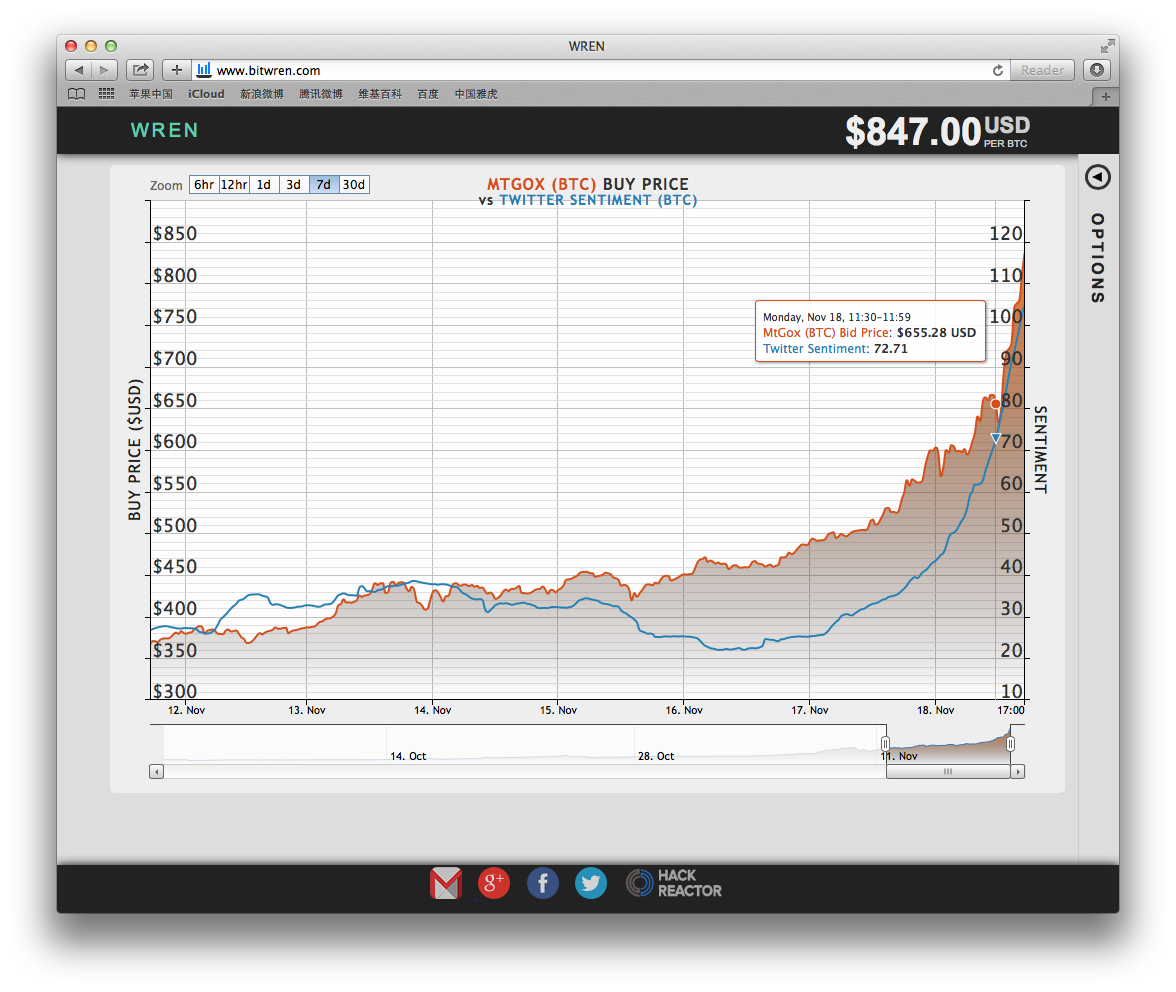 WREN
www.bitwren.com
Reader
苹果中国 iCloud 新浪微博 腾讯微博 维基百科 百度 中国雅虎
WREN
$847.00 USD
PER BTC
Zoom 6hr 12hr 1d 3d 7d 30d
MTGOX (BTC) BUY PRICE
vs TWITTER SENTIMENT (BTC)
OPTIONS
BUY PRICE ($USD)
$850
$800
$750
$700
$650
$600
$550
$500
$450
$400
$350
$300
Monday, Nov 18, 11:30-11:59
MtGox (BTC) Bid Price: $655.28 USD
Twitter Sentiment: 72.71
120
110
100
90
80
70
60
50
40
30
20
10
SENTIMENT
12. Nov 13. Nov 14. Nov 15. Nov 16. Nov 17. Nov 18. Nov 17:00
14. Oct 28. Oct 11. Nov
g+ f HACK
REACTOR